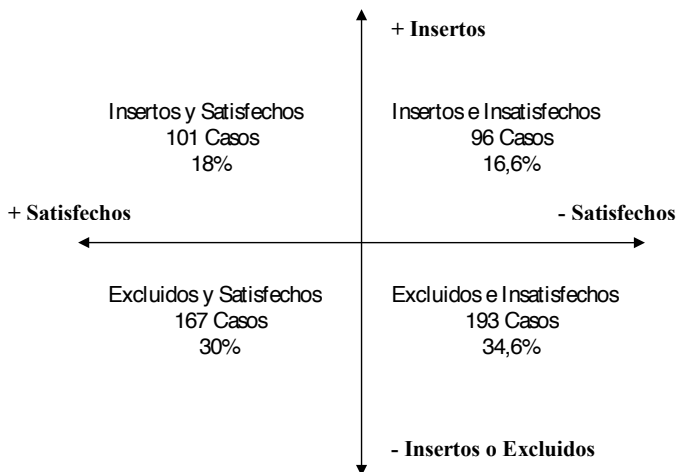 + Insertos
Insertos y Satisfechos
101 Casos
18%
Insertos e Insatisfechos
96 Casos
16,6%
+ Satisfechos
- Satisfechos
Excluidos y Satisfechos
167 Casos
30%
Excluidos e Insatisfechos
193 Casos
34,6%
- Insertos o Excluidos